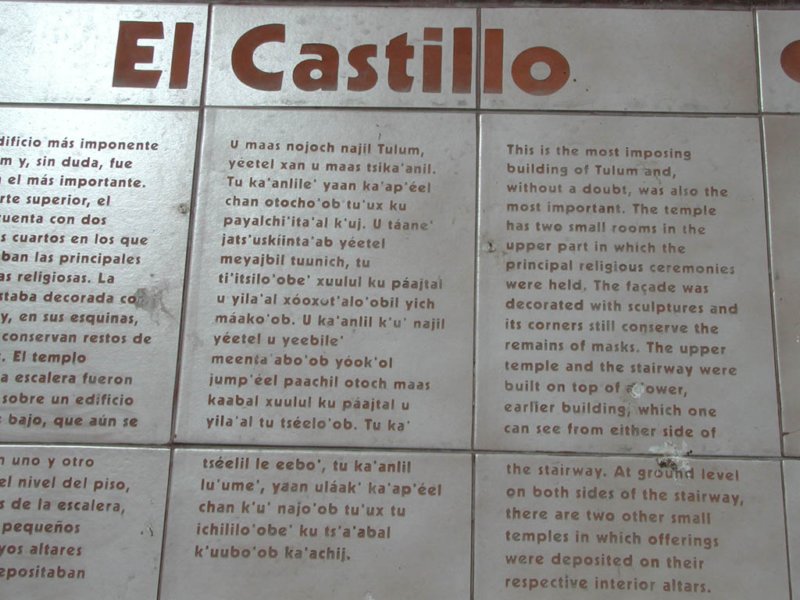 El Castillo
dificio más imponente
m y, sin duda, fue
el más importante.
rte superior, el
cuenta con dos
s cuartos en los que
ban las principales
as religiosas. La
staba decorada co
y, en sus esquinas,
conservan restos de
. El templo
a escalera fueron
sobre un edificio
s bajo, que aún se
n uno y otro
el nivel del piso,
s de la escalera,
pequeños
yos altares
epositaban
U maas nojoch najil Tulum,
yéetel xan u maas tsika'anil.
Tu ka'anlile' yaan ka'ap'éel
chan otocho'ob tu'ux ku
payalchi'ita'al k'uj. U táane'
jats'uskiinta'ab yéetel
meyajbil tuunich, tu
ti'itsilo'obe' xuulul ku páajtal
u yila'al xóoxot'alo'obil yich
máako'ob. U ka'anlil k'u' najil
yéetel u yeebile'
meenta'abo'ob yóok'ol
jump'éel paachil otoch maas
kaabal xuulul ku páajtal u
yila'al tu tséelo'ob. Tu ka'
tséelil le eebo', tu ka'anlil
lu'ume', yaan uláak' ka'ap'éel
chan k'u' najo'ob tu'ux tu
ichililo'obe' ku ts'a'abal
k'uubo'ob ka'achij.
This is the most imposing
building of Tulum and,
without a doubt, was also the
most important. The temple
has two small rooms in the
upper part in which the
principal religious ceremonies
were held. The façade was
decorated with sculptures and
its corners still conserve the
remains of masks. The upper
temple and the stairway were
built on top of a lower,
earlier building, which one
can see from either side of
the stairway. At ground level
on both sides of the stairway,
there are two other small
temples in which offerings
were deposited on their
respective interior altars.